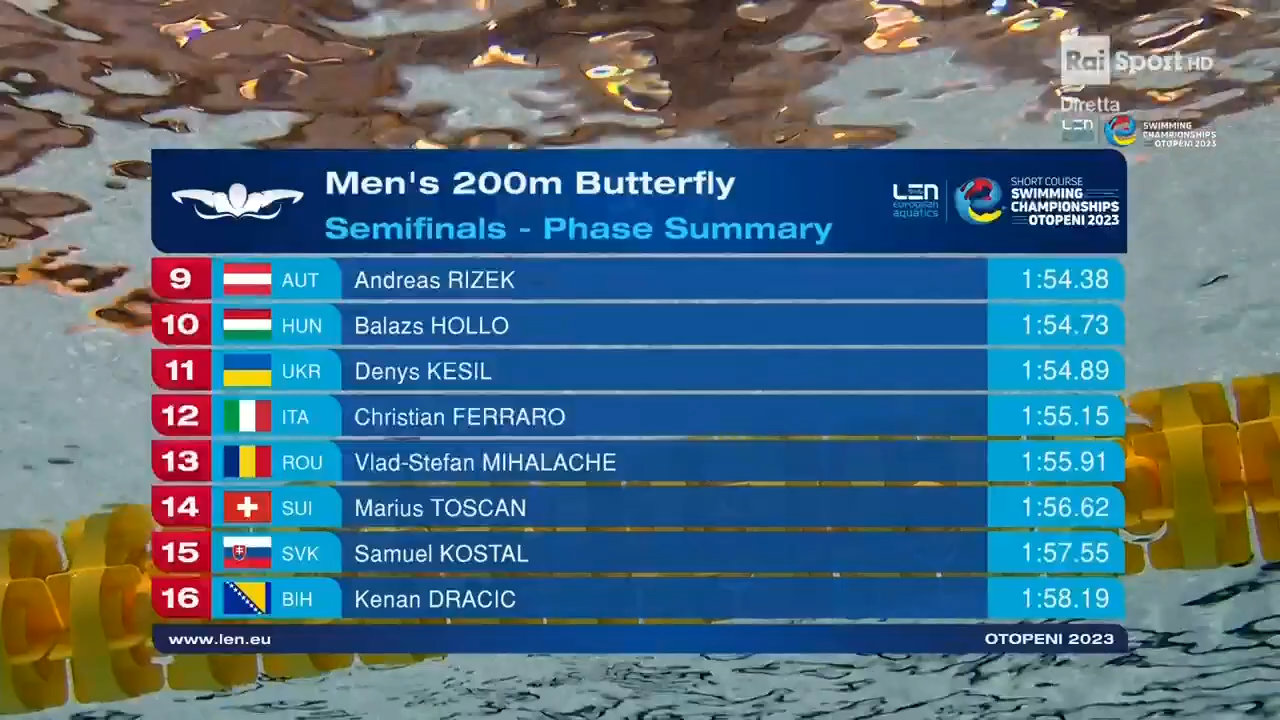 Rai Sport HD
Diretta
LEN
SWIMMING
CHAMPIONSHIPS
OTOPENI 2023
Men's 200m Butterfly
Semifinals - Phase Summary
LEN
european
aquatics
SHORT COURSE
SWIMMING
CHAMPIONSHIPS
OTOPENI 2023
9 AUT Andreas RIZEK 1:54.38
10 HUN Balazs HOLLO 1:54.73
11 UKR Denys KESIL 1:54.89
12 ITA Christian FERRARO 1:55.15
13 ROU Vlad-Stefan MIHALACHE 1:55.91
14 SUI Marius TOSCAN 1:56.62
15 SVK Samuel KOSTAL 1:57.55
16 BIH Kenan DRACIC 1:58.19
www.len.eu OTOPENI 2023